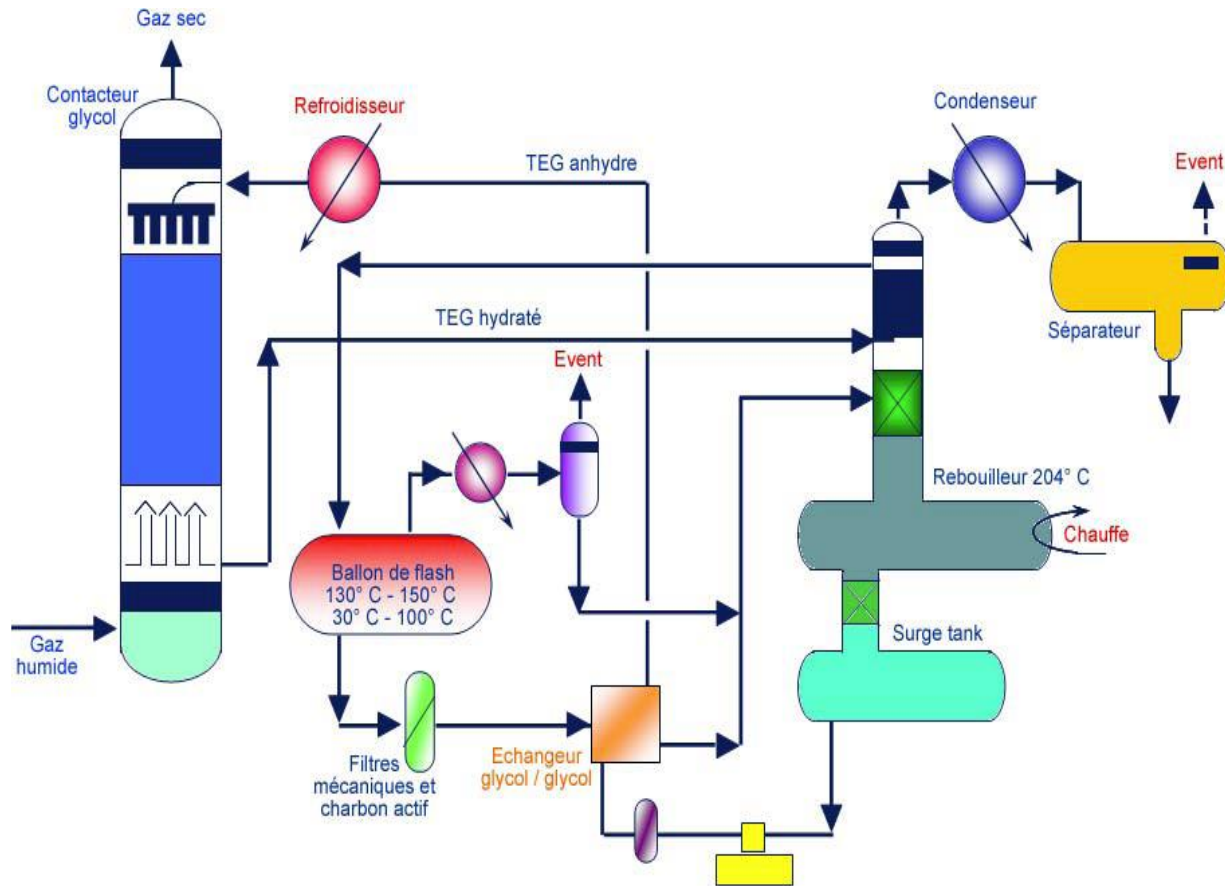 Gaz sec
Contacteur
glycol
Refroidisseur
Condenseur
TEG anhydre
Event
TEG hydraté
Séparateur
Event
Rebouilleur 204° C
Chauffe
Ballon de flash
130° C - 150° C
30° C - 100° C
Surge tank
Gaz
humide
Filtres
mécaniques et
charbon actif
Echangeur
glycol / glycol